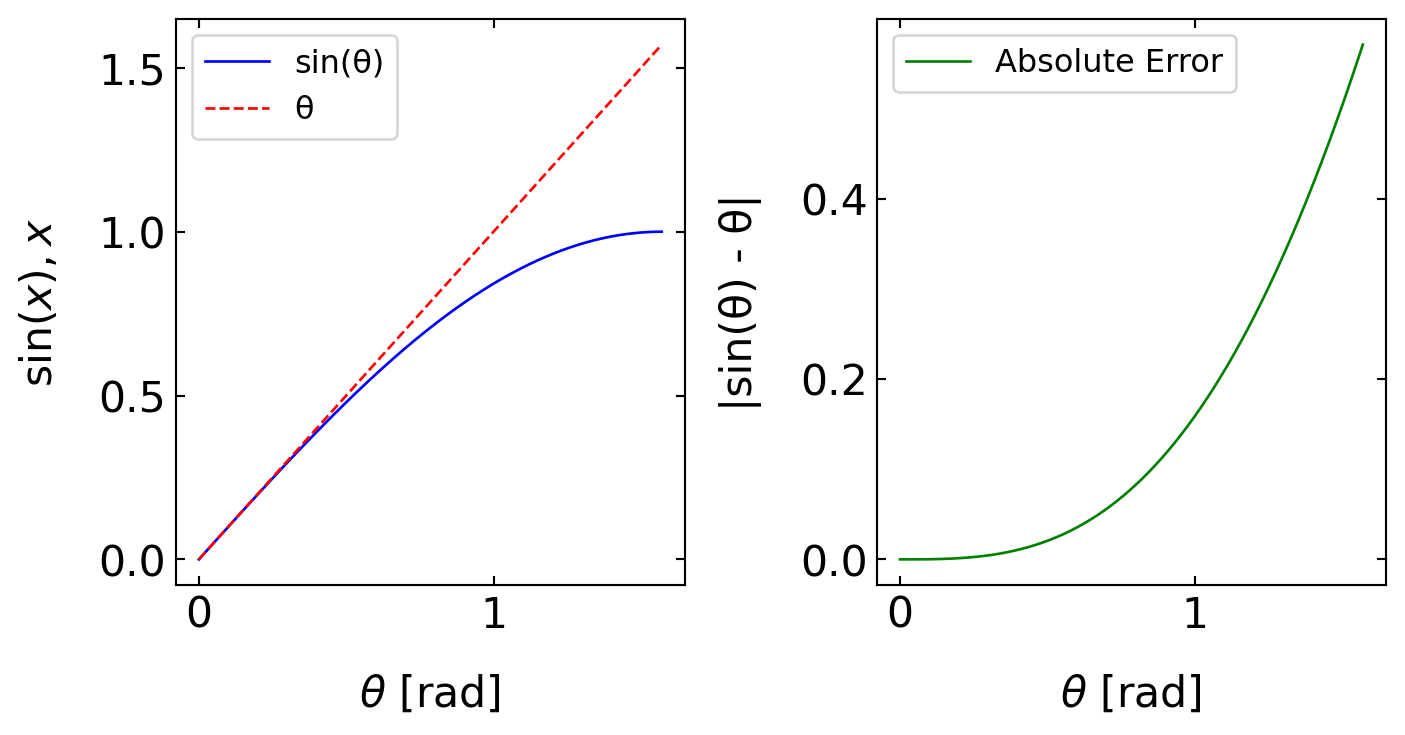 sin(θ)
θ
sin(x), x
1.5
1.0
0.5
0.0
0
1
θ [rad]
Absolute Error
|sin(θ) - θ|
0.4
0.2
0.0
0
1
θ [rad]